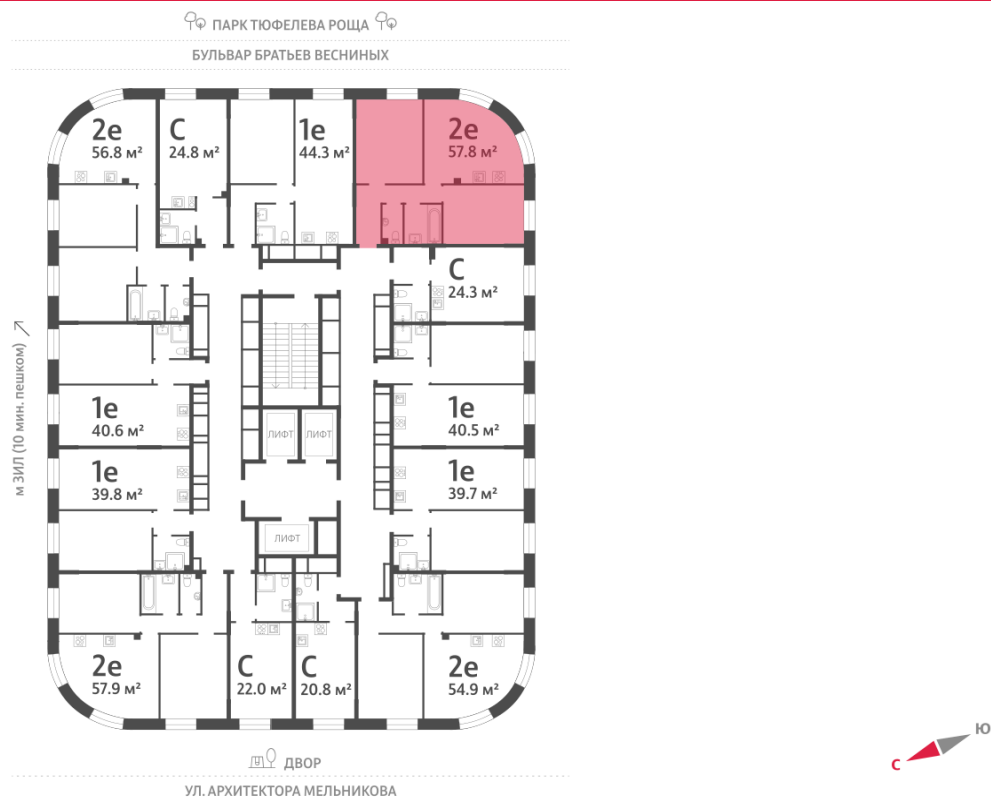 ПАРК ТЮФЕЛЕВА РОЩА
БУЛЬВАР БРАТЬЕВ ВЕСНИНЫХ
2е
56.8 м²
С
24.8 м²
1е
44.3 м²
2е
57.8 м²
С
24.3 м²
м ЗИЛ (10 мин. пешком)
1е
40.6 м²
1е
40.5 м²
ЛИФТ
ЛИФТ
1е
39.8 м²
1е
39.7 м²
ЛИФТ
2е
57.9 м²
С
22.0 м²
С
20.8 м²
2е
54.9 м²
Ю
С
ДВОР
УЛ. АРХИТЕКТОРА МЕЛЬНИКОВА